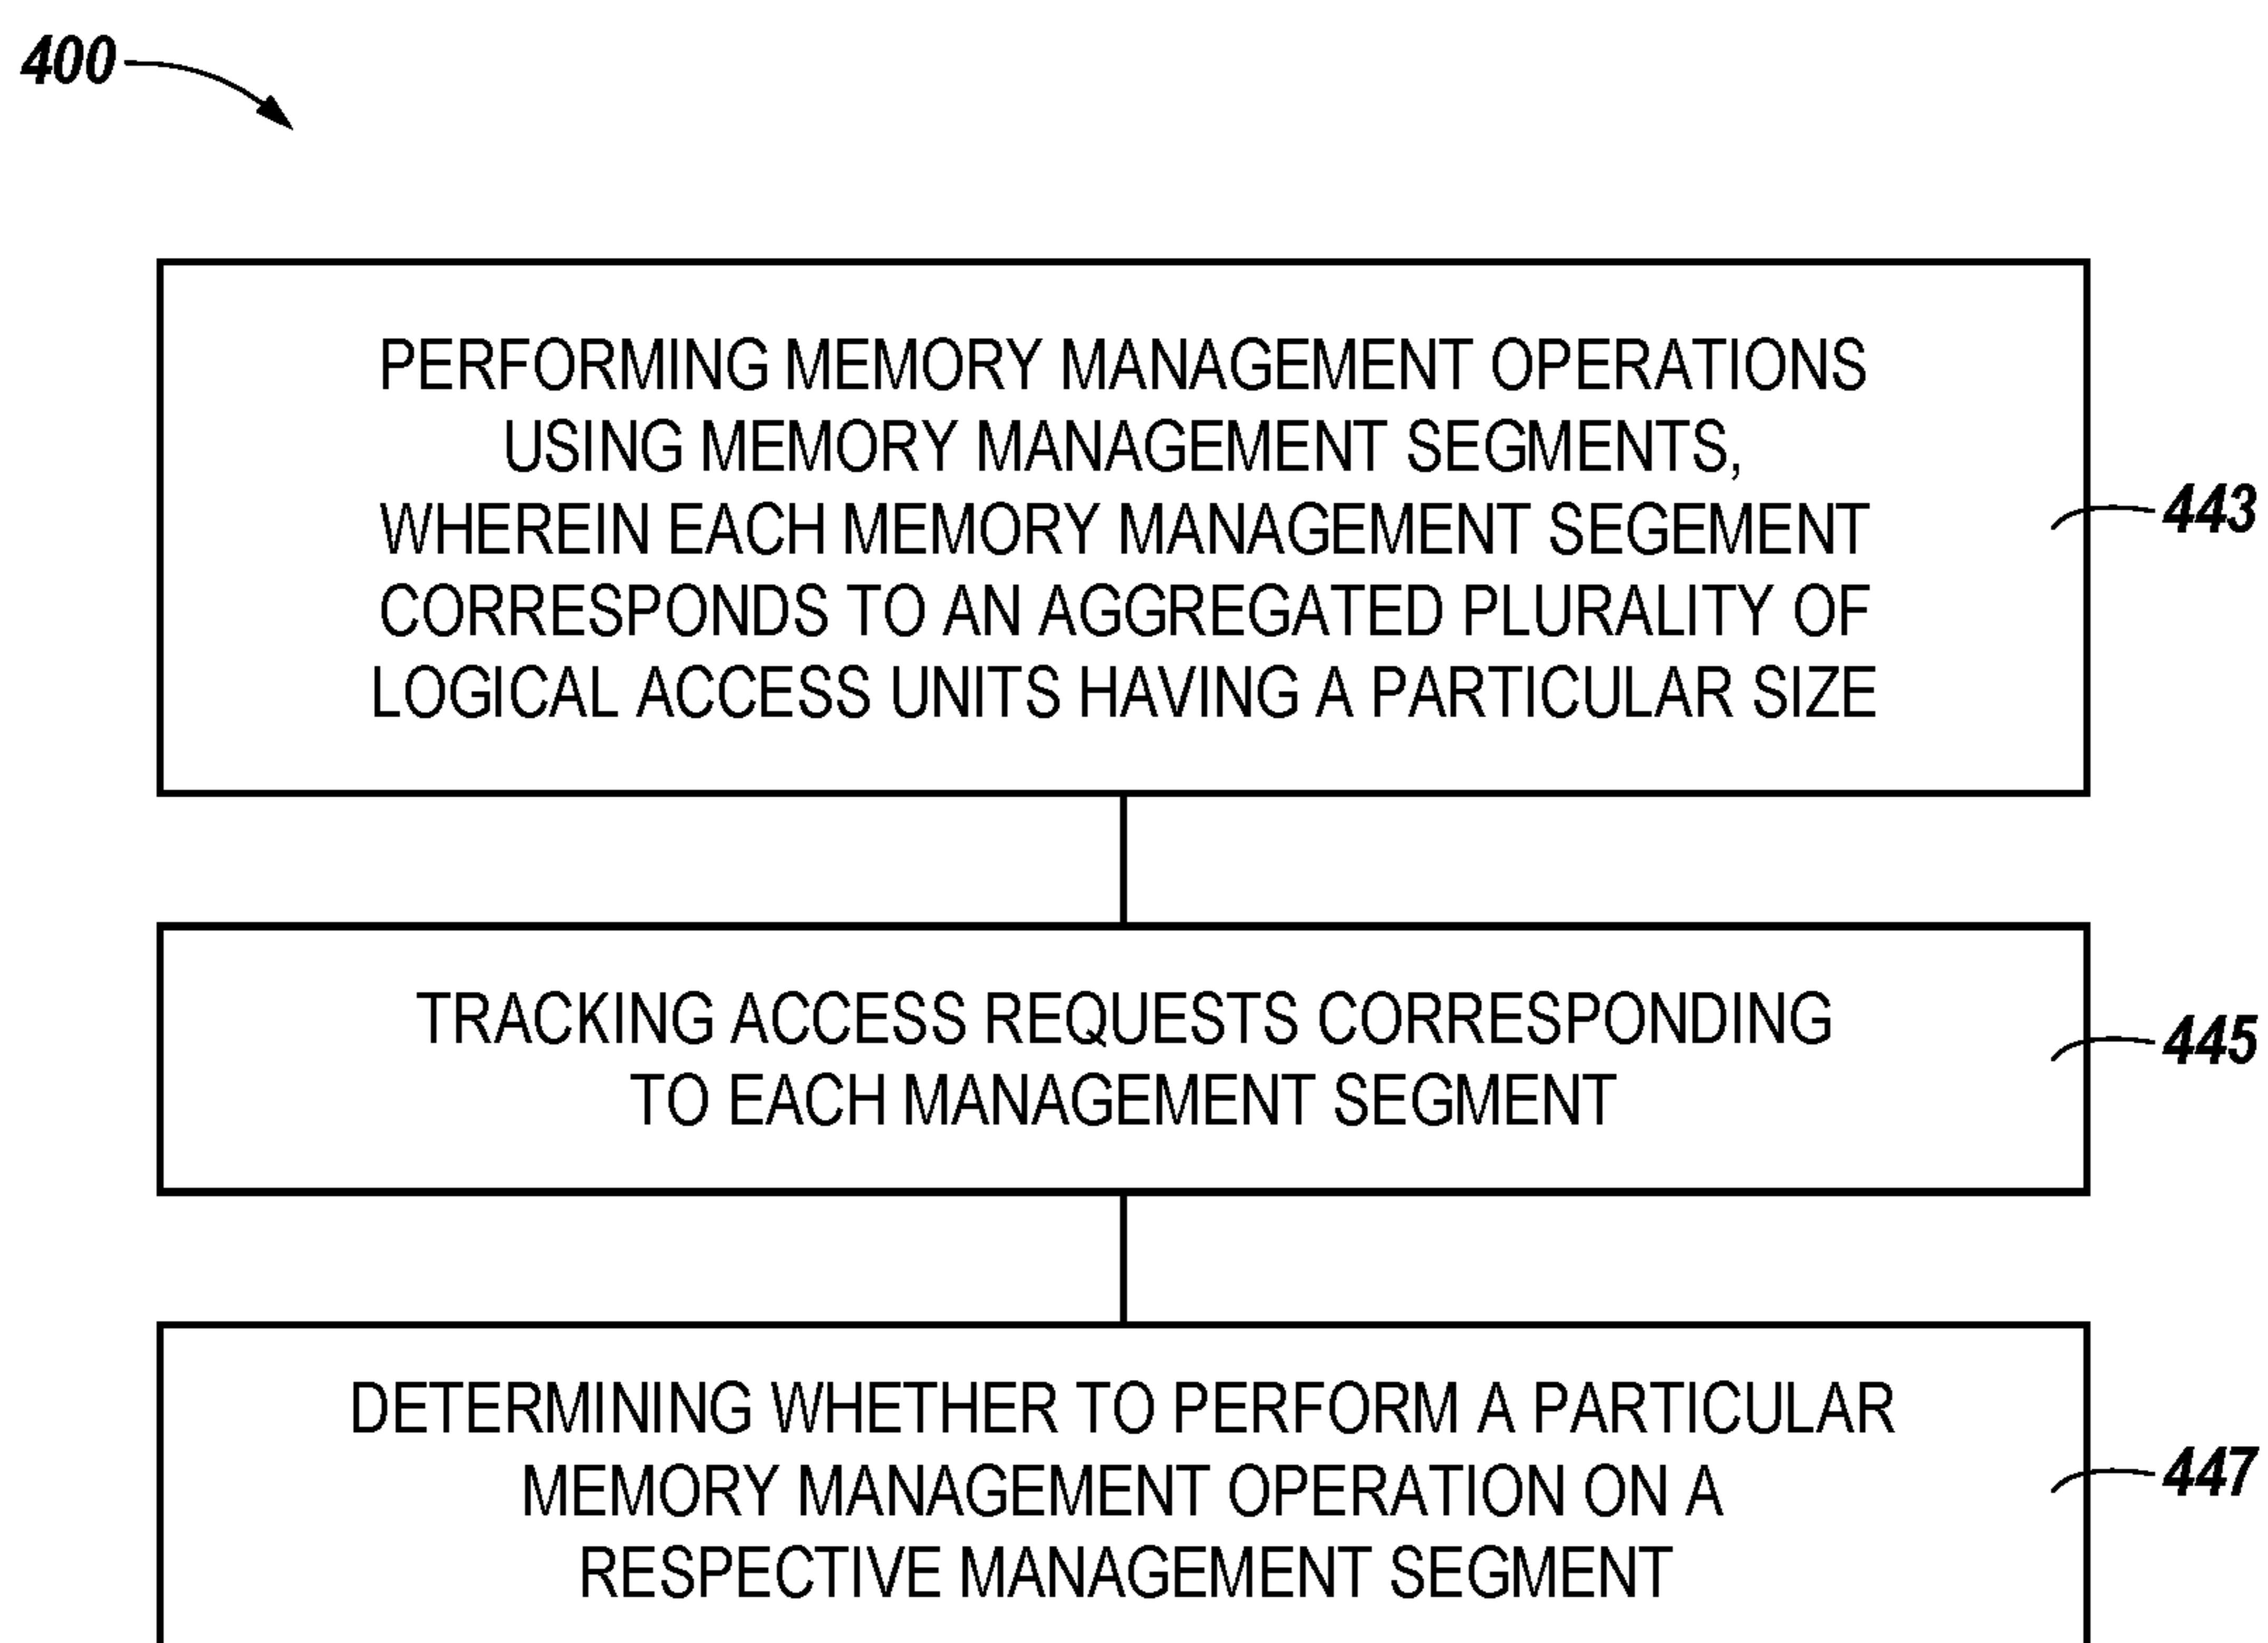 400
PERFORMING MEMORY MANAGEMENT OPERATIONS
USING MEMORY MANAGEMENT SEGMENTS,
WHEREIN EACH MEMORY MANAGEMENT SEGEMENT
CORRESPONDS TO AN AGGREGATED PLURALITY OF
LOGICAL ACCESS UNITS HAVING A PARTICULAR SIZE
443
TRACKING ACCESS REQUESTS CORRESPONDING
TO EACH MANAGEMENT SEGMENT
445
DETERMINING WHETHER TO PERFORM A PARTICULAR
MEMORY MANAGEMENT OPERATION ON A
RESPECTIVE MANAGEMENT SEGMENT
447